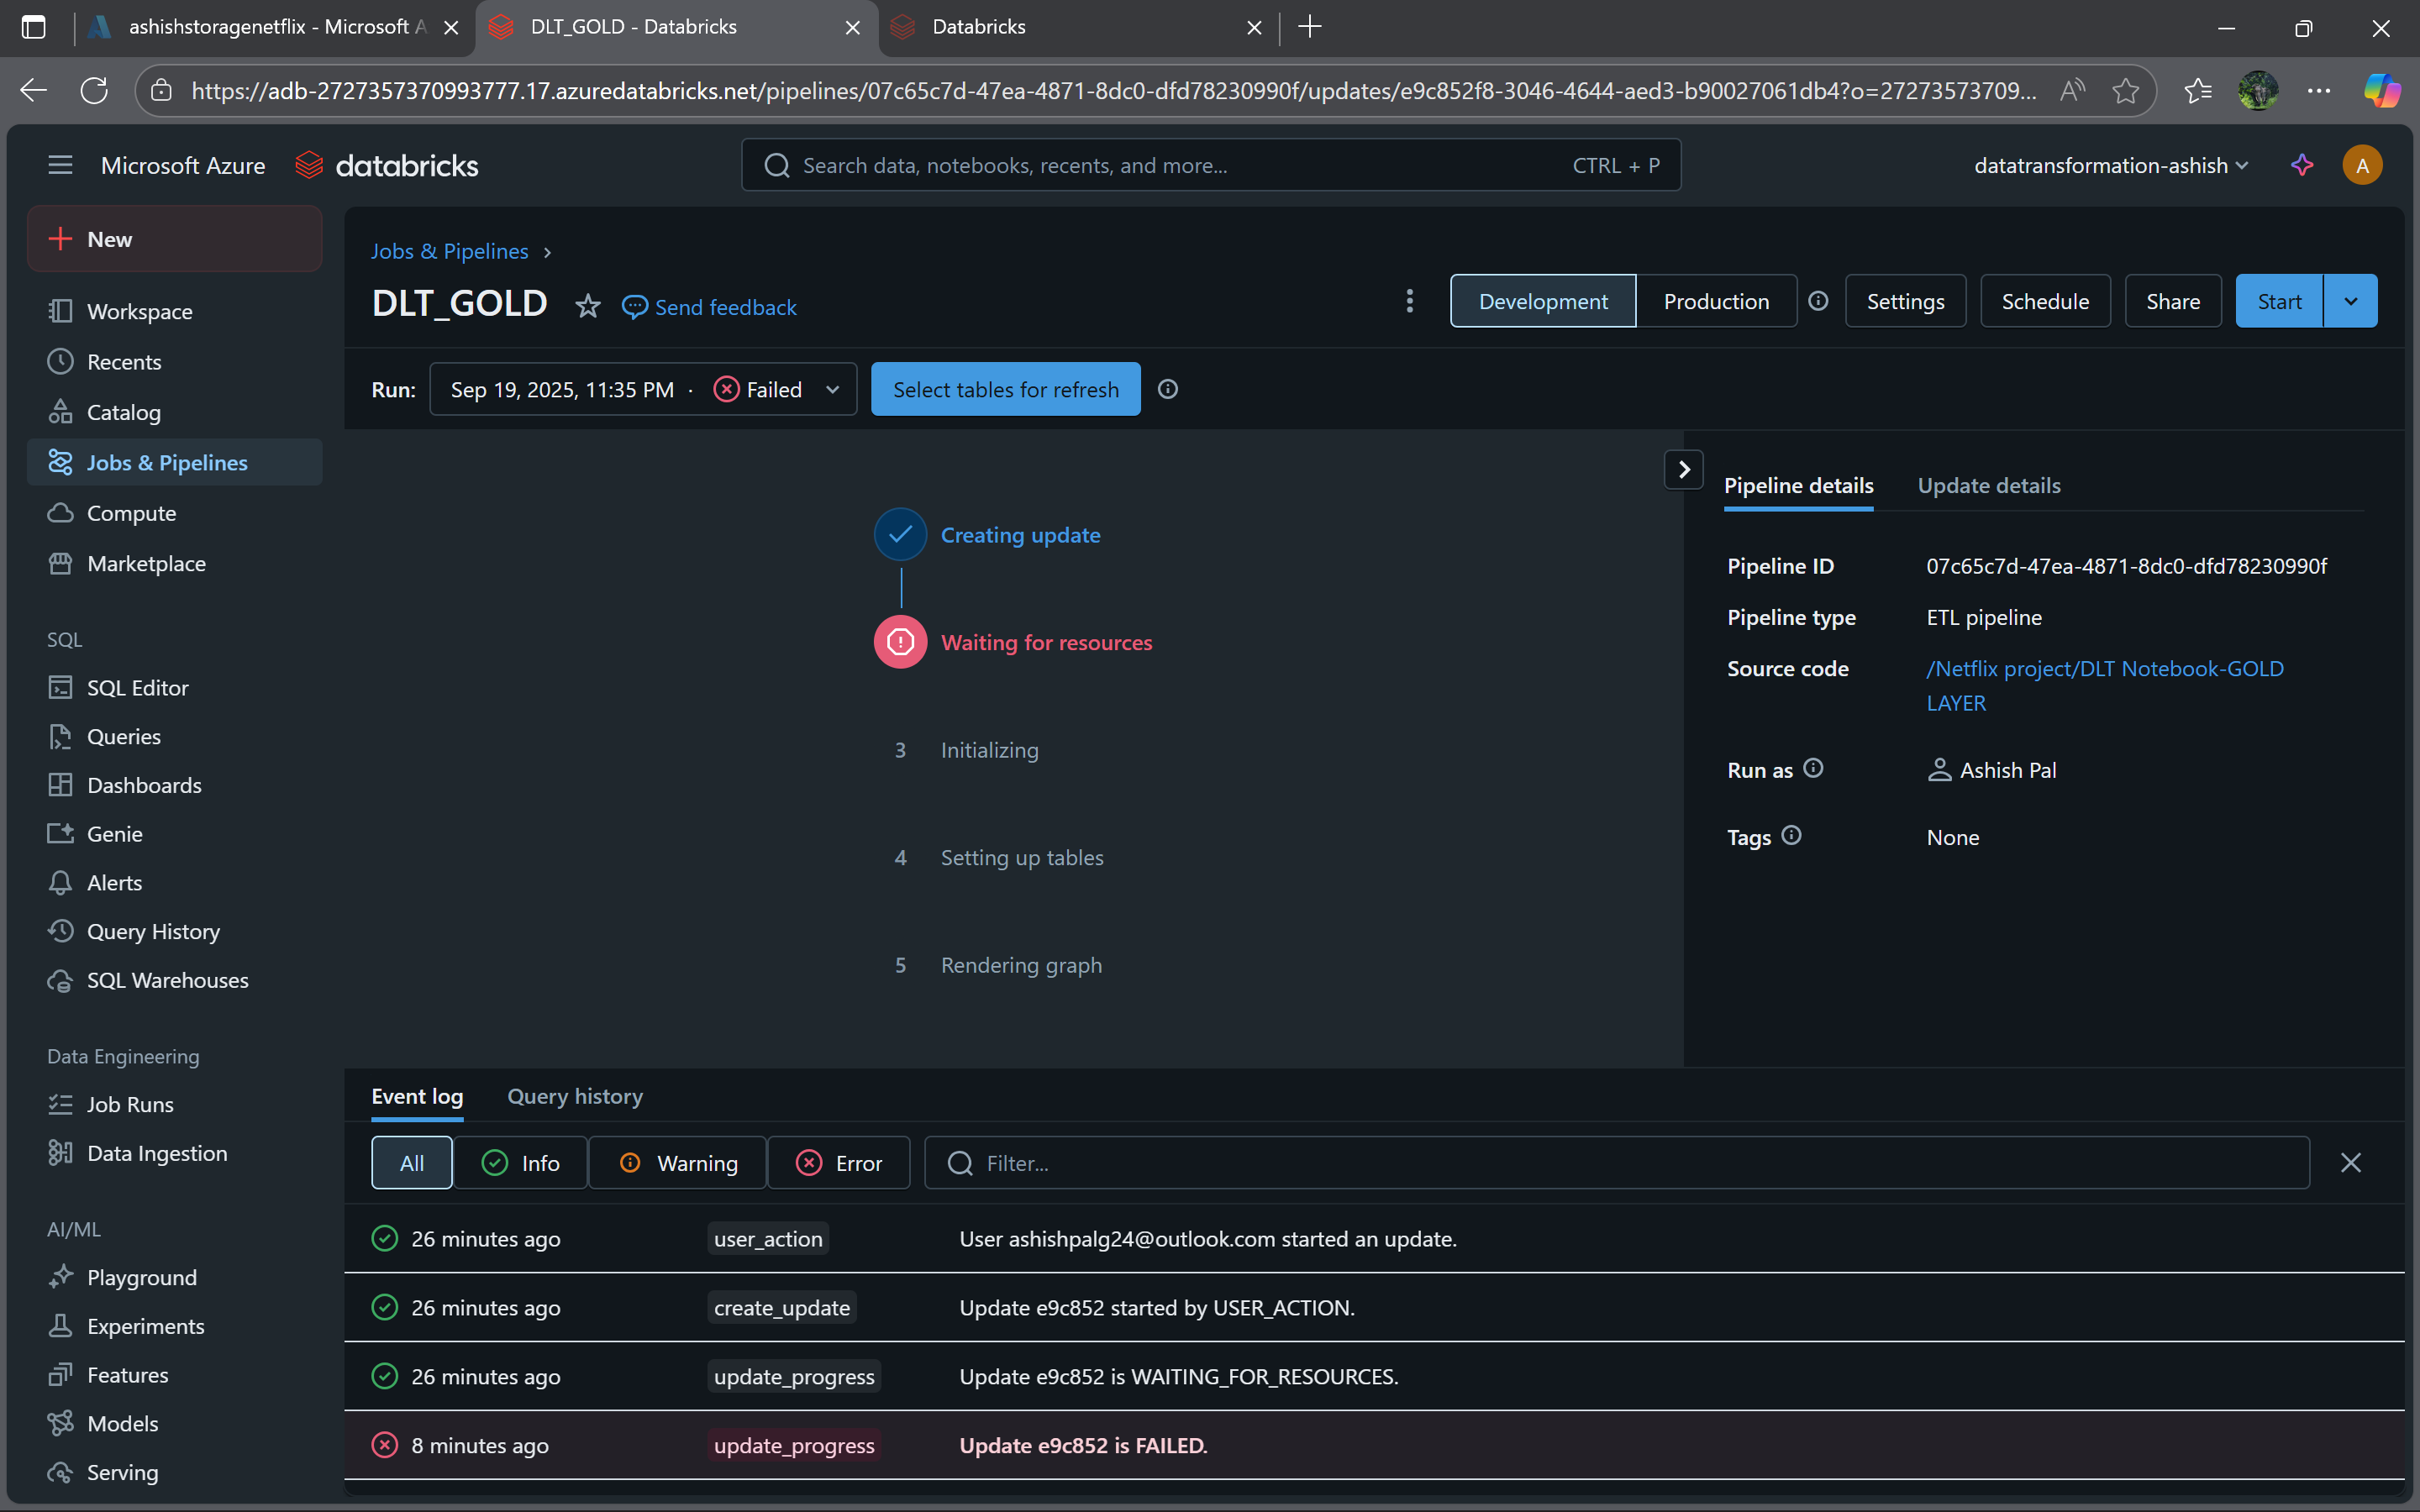 ashishstoragenetflix - Microsoft A
DLT_GOLD - Databricks
Databricks
https://adb-2727357370993777.17.azuredatabricks.net/pipelines/07c65c7d-47ea-4871-8dc0-dfd78230990f/updates/e9c852f8-3046-4644-aed3-b90027061db4?o=27273573709...
Microsoft Azure
databricks
Search data, notebooks, recents, and more...
CTRL + P
datatransformation-ashish
A
New
Workspace
Recents
Catalog
Jobs & Pipelines
Compute
Marketplace
SQL
SQL Editor
Queries
Dashboards
Genie
Alerts
Query History
SQL Warehouses
Data Engineering
Job Runs
Data Ingestion
AI/ML
Playground
Experiments
Features
Models
Serving
Jobs & Pipelines
DLT_GOLD
Send feedback
Development
Production
Settings
Schedule
Share
Start
Run:
Sep 19, 2025, 11:35 PM · Failed
Select tables for refresh
Creating update
Waiting for resources
3 Initializing
4 Setting up tables
5 Rendering graph
Pipeline details
Update details
Pipeline ID 07c65c7d-47ea-4871-8dc0-dfd78230990f
Pipeline type ETL pipeline
Source code /Netflix project/DLT Notebook-GOLD
LAYER
Run as Ashish Pal
Tags None
Event log
Query history
All
Info
Warning
Error
Filter...
26 minutes ago user_action User ashishpalg24@outlook.com started an update.
26 minutes ago create_update Update e9c852 started by USER_ACTION.
26 minutes ago update_progress Update e9c852 is WAITING_FOR_RESOURCES.
8 minutes ago update_progress Update e9c852 is FAILED.